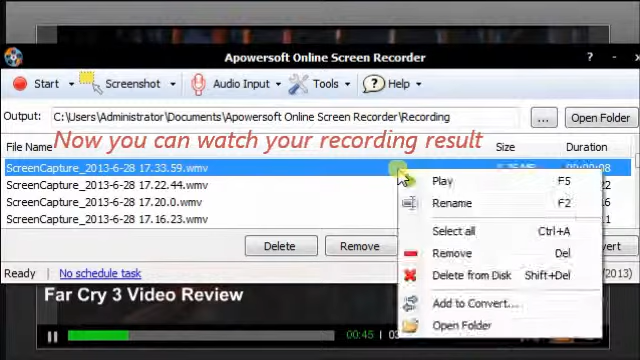 Apowersoft Online Screen Recorder
? - ✕
Start Screenshot Audio Input Tools Help
Output: C:\Users\Administrator\Documents\Apowersoft Online Screen Recorder\Recording ... Open Folder
Now you can watch your recording result
File Name Size Duration
ScreenCapture_2013-6-28 17.33.59.wmv
ScreenCapture_2013-6-28 17.22.44.wmv
ScreenCapture_2013-6-28 17.20.0.wmv
ScreenCapture_2013-6-28 17.16.23.wmv
Play F5
Rename F2
Select all Ctrl+A
Remove Del
Delete from Disk Shift+Del
Add to Convert...
Open Folder
Delete Remove
Ready No schedule task
Far Cry 3 Video Review
00:45